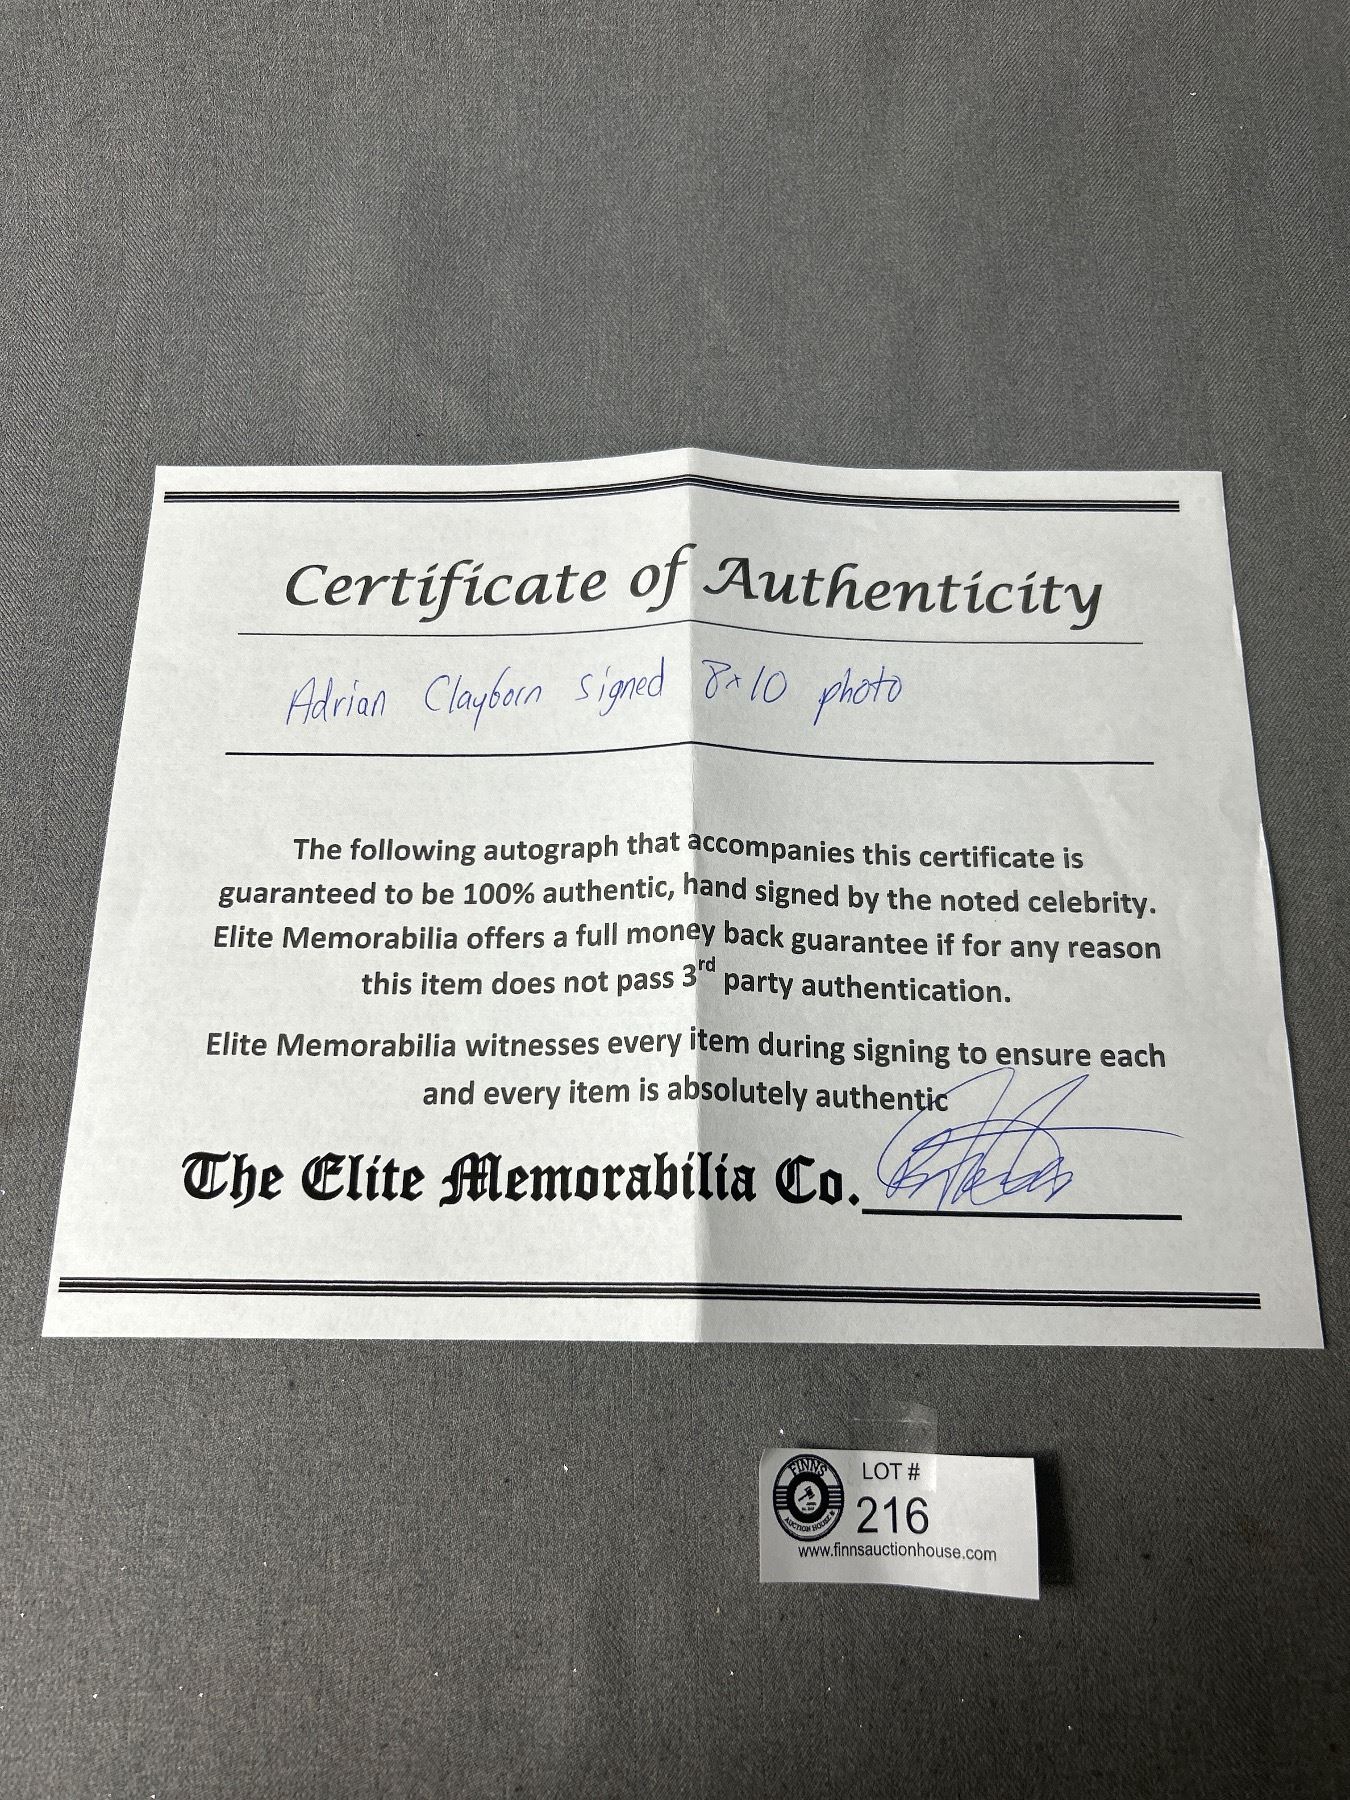 Certificate of Authenticity
Adrian Clayborn signed 8x10 photo
The following autograph that accompanies this certificate is
guaranteed to be 100% authentic, hand signed by the noted celebrity.
Elite Memorabilia offers a full money back guarantee if for any reason
this item does not pass 3rd party authentication.
Elite Memorabilia witnesses every item during signing to ensure each
and every item is absolutely authentic
The Elite Memorabilia Co.
FINNS
AUCTION HOUSE
LOT #
216
www.finnsauctionhouse.com